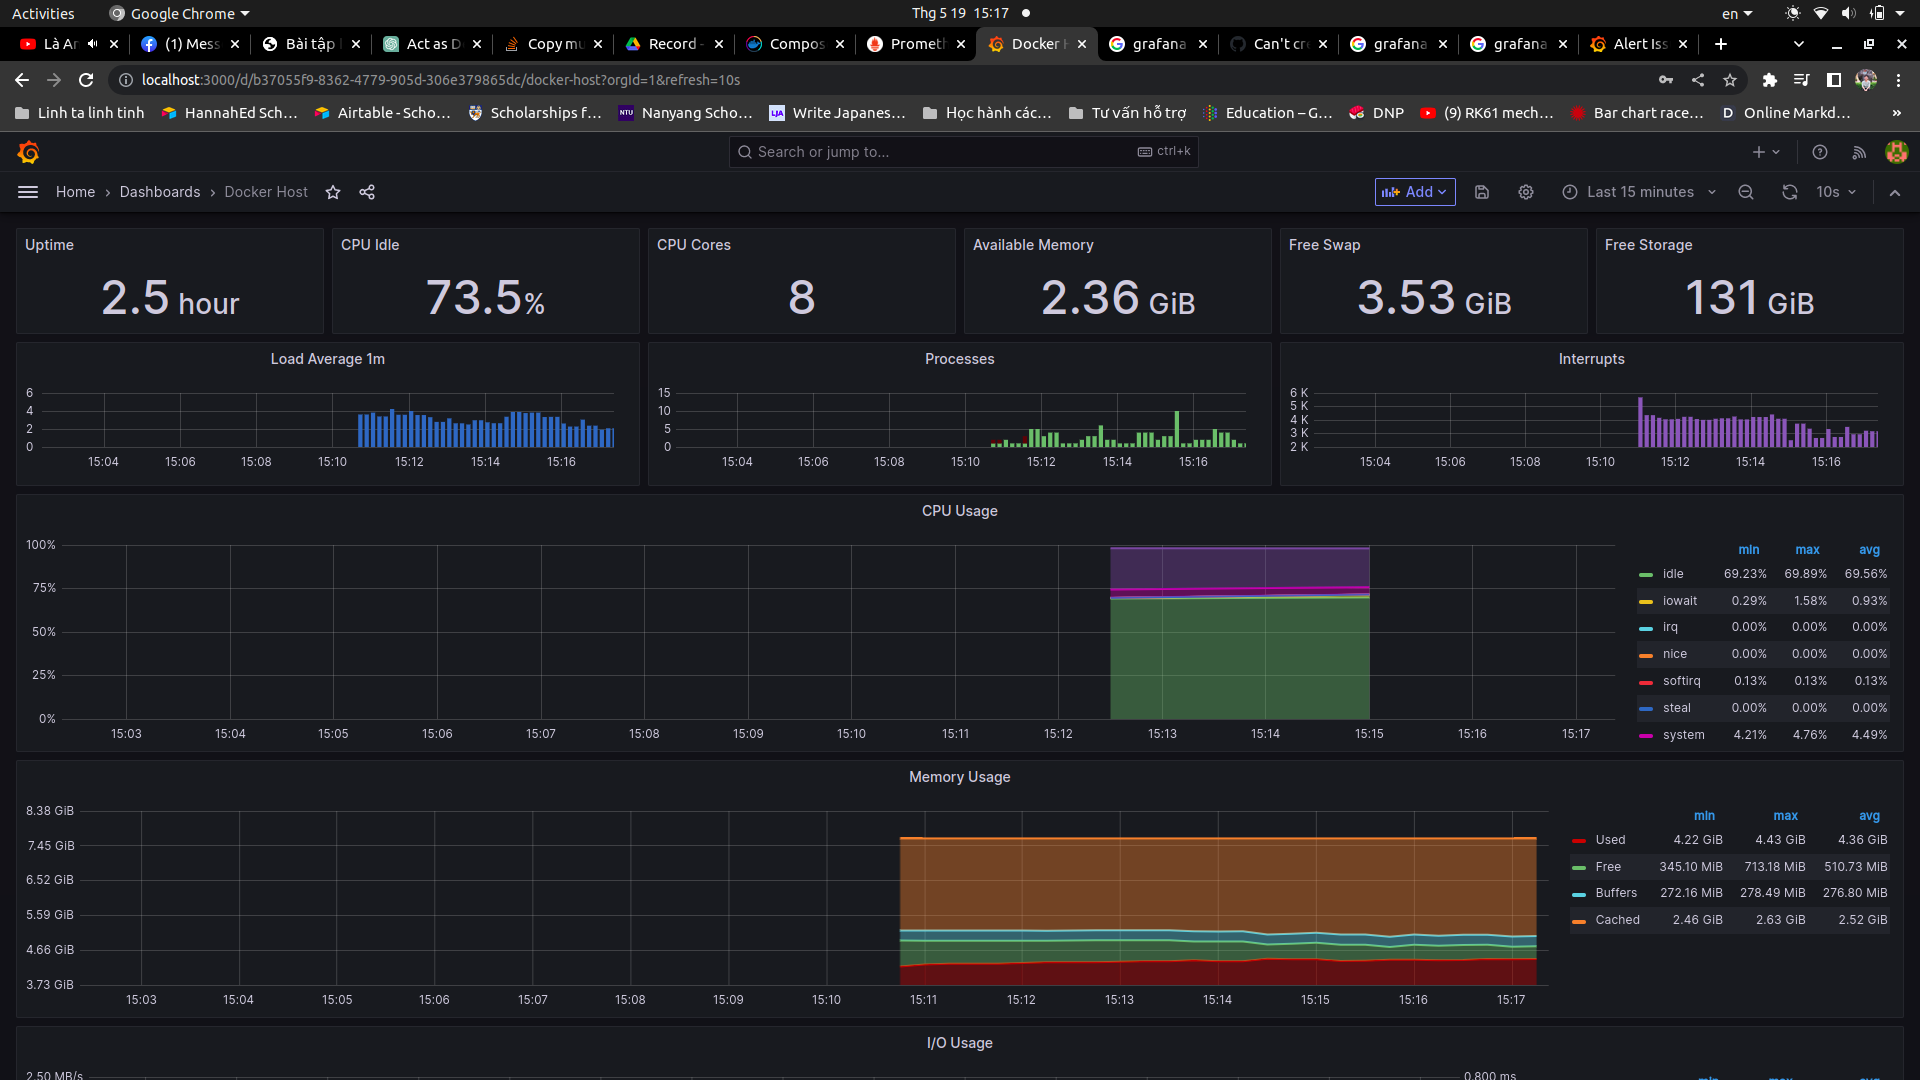 Activities Google Chrome Thg 5 19 15:17 en
Là Ar (1) Mess Bài tập Act as D Copy mu Record - Compos Prometh Docker H grafana Can't cre grafana grafana Alert Iss
localhost:3000/d/b37055f9-8362-4779-905d-306e379865dc/docker-host?orgId=1&refresh=10s
Linh ta linh tinh HannahEd Sch… Airtable - Scho… Scholarships f… NTU Nanyang Scho… LJA Write Japanes… Học hành các… Tư vấn hỗ trợ Education – G… DNP (9) RK61 mech… Bar chart race… D Online Markd… »
Search or jump to... ctrl+k
Home › Dashboards › Docker Host Add Last 15 minutes 10s
Uptime CPU Idle CPU Cores Available Memory Free Swap Free Storage
2.5 hour 73.5% 8 2.36 GiB 3.53 GiB 131 GiB
Load Average 1m
6
4
2
0
15:04 15:06 15:08 15:10 15:12 15:14 15:16
Processes
15
10
5
0
15:04 15:06 15:08 15:10 15:12 15:14 15:16
Interrupts
6 K
5 K
4 K
3 K
2 K
15:04 15:06 15:08 15:10 15:12 15:14 15:16
CPU Usage
100%
75%
50%
25%
0%
15:03 15:04 15:05 15:06 15:07 15:08 15:09 15:10 15:11 15:12 15:13 15:14 15:15 15:16 15:17
min max avg
idle 69.23% 69.89% 69.56%
iowait 0.29% 1.58% 0.93%
irq 0.00% 0.00% 0.00%
nice 0.00% 0.00% 0.00%
softirq 0.13% 0.13% 0.13%
steal 0.00% 0.00% 0.00%
system 4.21% 4.76% 4.49%
Memory Usage
8.38 GiB
7.45 GiB
6.52 GiB
5.59 GiB
4.66 GiB
3.73 GiB
15:03 15:04 15:05 15:06 15:07 15:08 15:09 15:10 15:11 15:12 15:13 15:14 15:15 15:16 15:17
min max avg
Used 4.22 GiB 4.43 GiB 4.36 GiB
Free 345.10 MiB 713.18 MiB 510.73 MiB
Buffers 272.16 MiB 278.49 MiB 276.80 MiB
Cached 2.46 GiB 2.63 GiB 2.52 GiB
I/O Usage
2.50 MB/s 0.800 ms